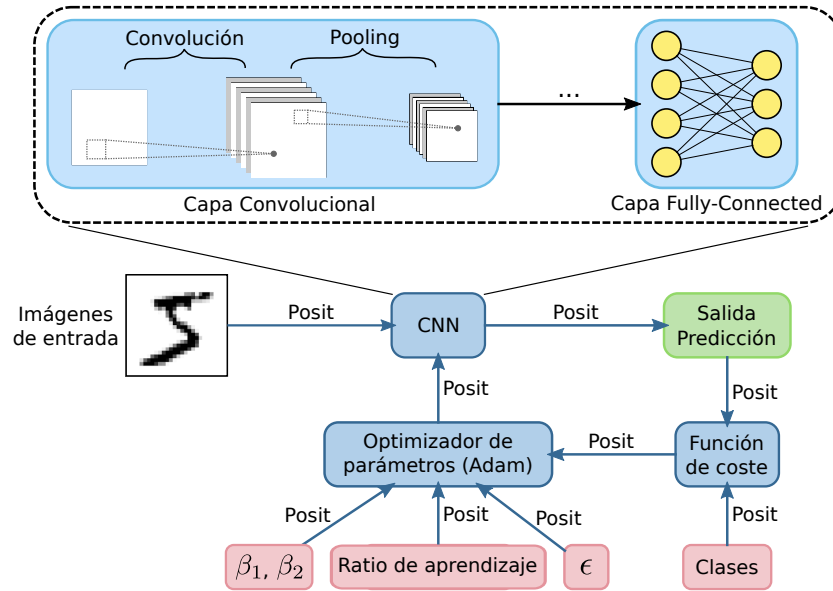 Convolución
Pooling
...
Capa Convolucional
Capa Fully-Connected
Imágenes
de entrada
Posit
CNN
Posit
Salida
Predicción
Posit
Posit
Optimizador de
parámetros (Adam)
Posit
Función
de coste
Posit
Posit
Posit
Posit
β₁, β₂
Ratio de aprendizaje
ϵ
Clases